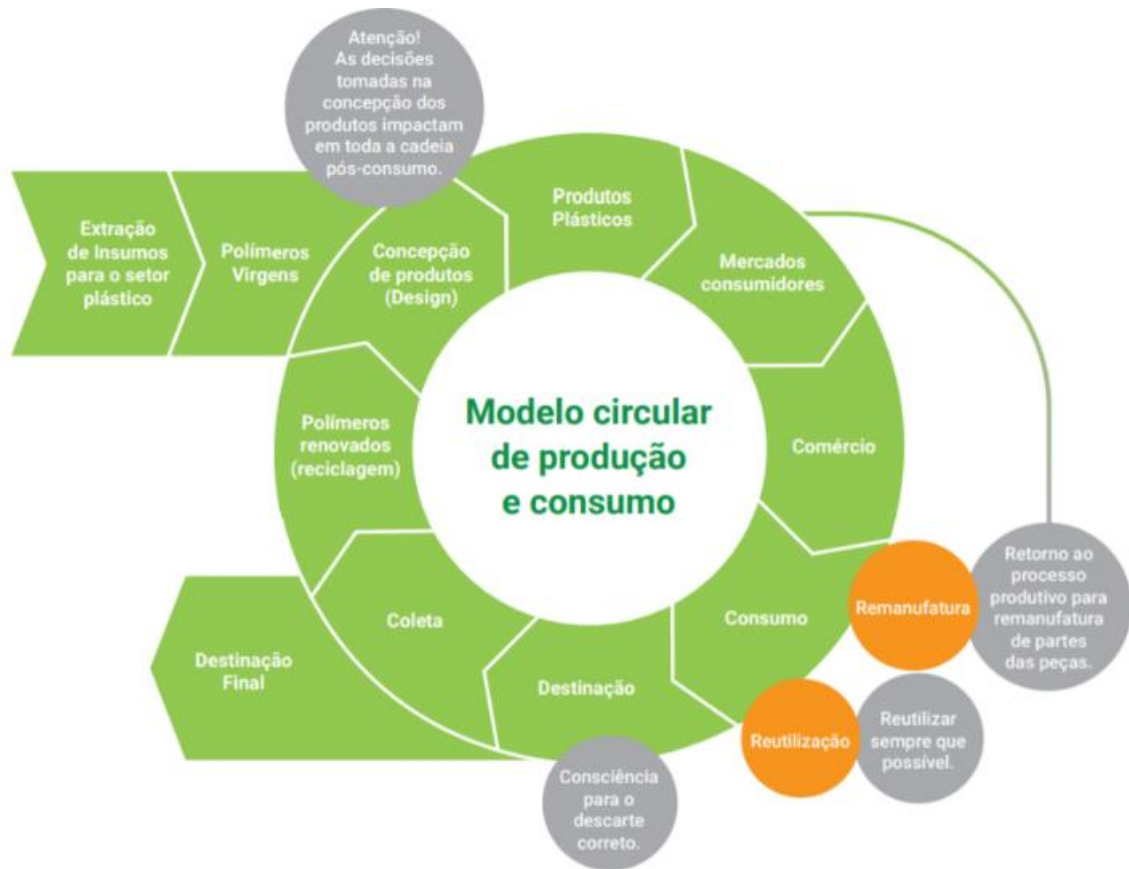 Atenção!
As decisões
tomadas na
concepção dos
produtos impactam
em toda a cadeia
pós-consumo.
Extração
de Insumos
para o setor
plástico
Polímeros
Virgens
Concepção
de produtos
(Design)
Produtos
Plásticos
Mercados
consumidores
Comércio
Consumo
Remanufatura
Retorno ao
processo
produtivo para
remanufatura
de partes
das peças.
Reutilização
Reutilizar
sempre que
possível.
Destinação
Consciência
para o
descarte
correto.
Coleta
Destinação
Final
Polímeros
renovados
(reciclagem)
Modelo circular
de produção
e consumo